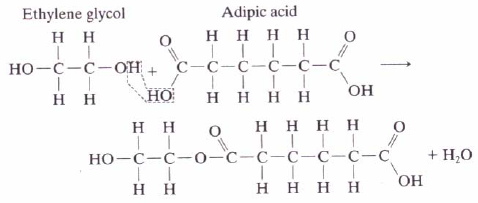 Ethylene glycol Adipic acid
H H O H H H H O
HO—C—C—OH + C—C—C—C—C—C ⟶
H H HO H H H H OH
H H O H H H H O
HO—C—C—O—C—C—C—C—C—C + H₂O
H H H H H H OH